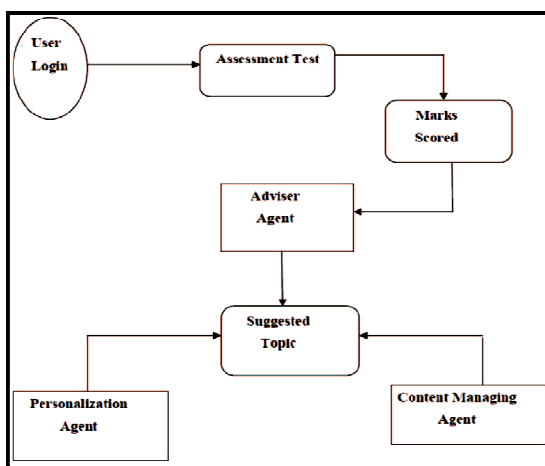 User
Login
Assessment Test
Marks
Scored
Adviser
Agent
Suggested
Topic
Personalization
Agent
Content Managing
Agent